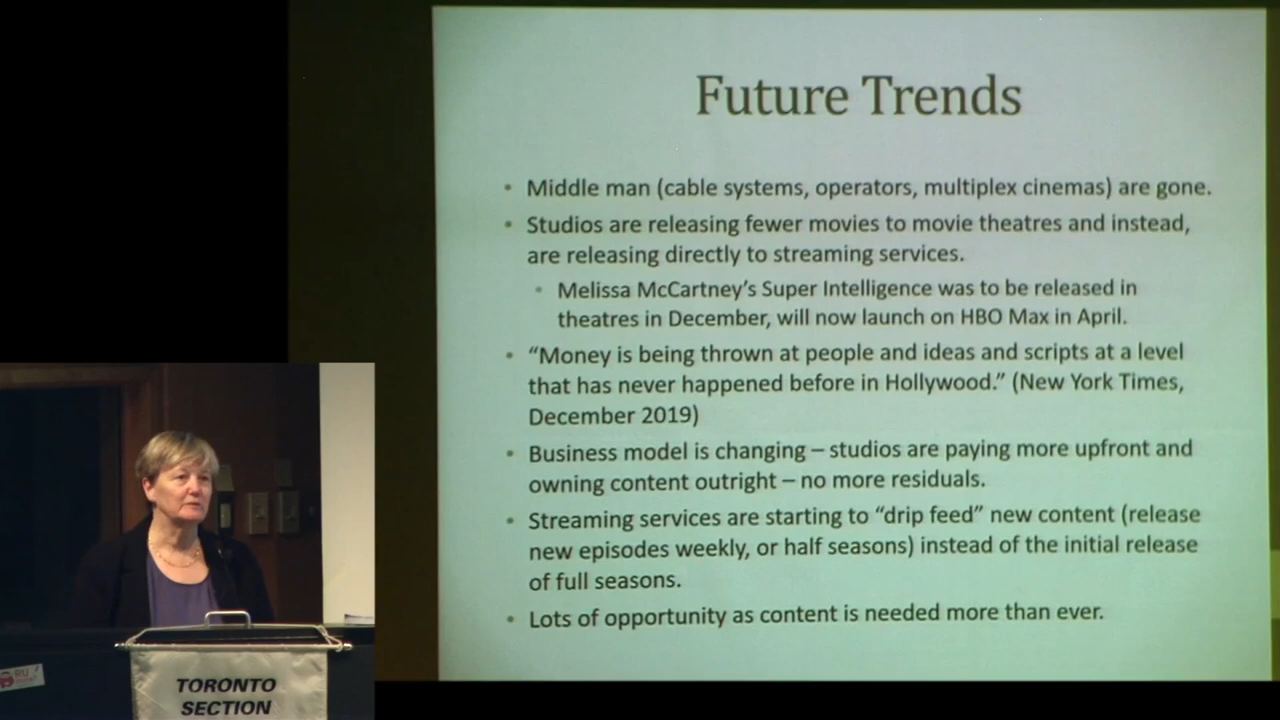 Future Trends
• Middle man (cable systems, operators, multiplex cinemas) are gone.
• Studios are releasing fewer movies to movie theatres and instead,
are releasing directly to streaming services.
• Melissa McCartney's Super Intelligence was to be released in
theatres in December, will now launch on HBO Max in April.
• “Money is being thrown at people and ideas and scripts at a level
that has never happened before in Hollywood.” (New York Times,
December 2019)
• Business model is changing – studios are paying more upfront and
owning content outright – no more residuals.
• Streaming services are starting to “drip feed” new content (release
new episodes weekly, or half seasons) instead of the initial release
of full seasons.
• Lots of opportunity as content is needed more than ever.
RU
TORONTO
SECTION